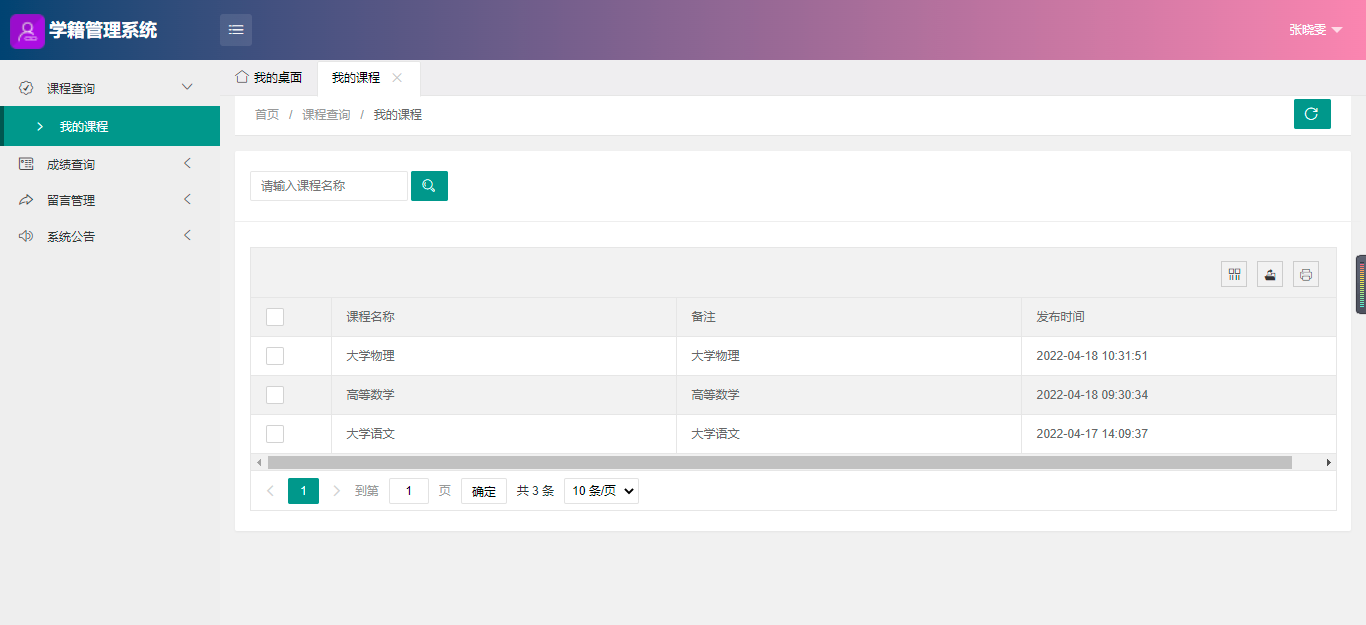 学籍管理系统
张晓雯
课程查询
我的课程
成绩查询
留言管理
系统公告
我的桌面 我的课程
首页 / 课程查询 / 我的课程
请输入课程名称
课程名称 备注 发布时间
大学物理 大学物理 2022-04-18 10:31:51
高等数学 高等数学 2022-04-18 09:30:34
大学语文 大学语文 2022-04-17 14:09:37
1 到第 1 页 确定 共 3 条 10 条/页